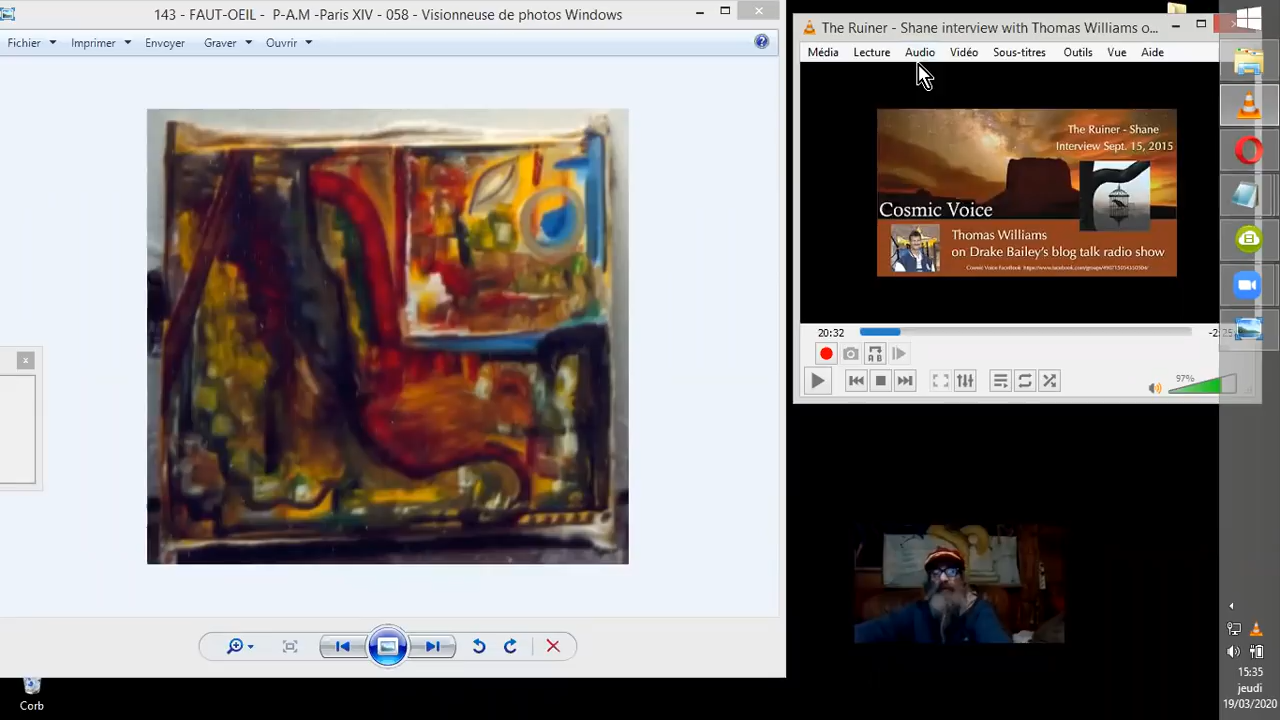 143 - FAUT-OEIL - P-A.M -Paris XIV - 058 - Visionneuse de photos Windows
Fichier Imprimer Envoyer Graver Ouvrir
The Ruiner - Shane interview with Thomas Williams o...
Média Lecture Audio Vidéo Sous-titres Outils Vue Aide
The Ruiner - Shane
Interview Sept. 15, 2015
Cosmic Voice
Thomas Williams
on Drake Bailey's blog talk radio show
Cosmic Voice FaceBook
20:32
97%
Corb
15:35
jeudi
19/03/2020